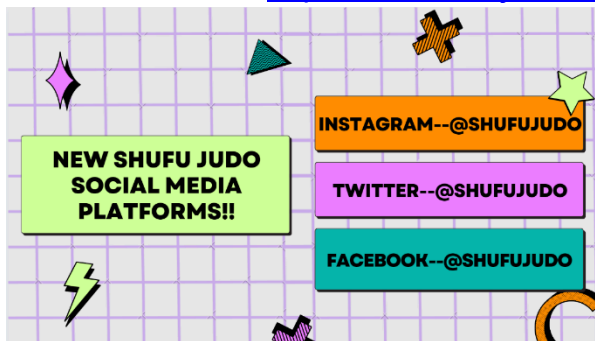 NEW SHUFU JUDO
SOCIAL MEDIA
PLATFORMS!!
INSTAGRAM--@SHUFUJUDO
TWITTER--@SHUFUJUDO
FACEBOOK--@SHUFUJUDO